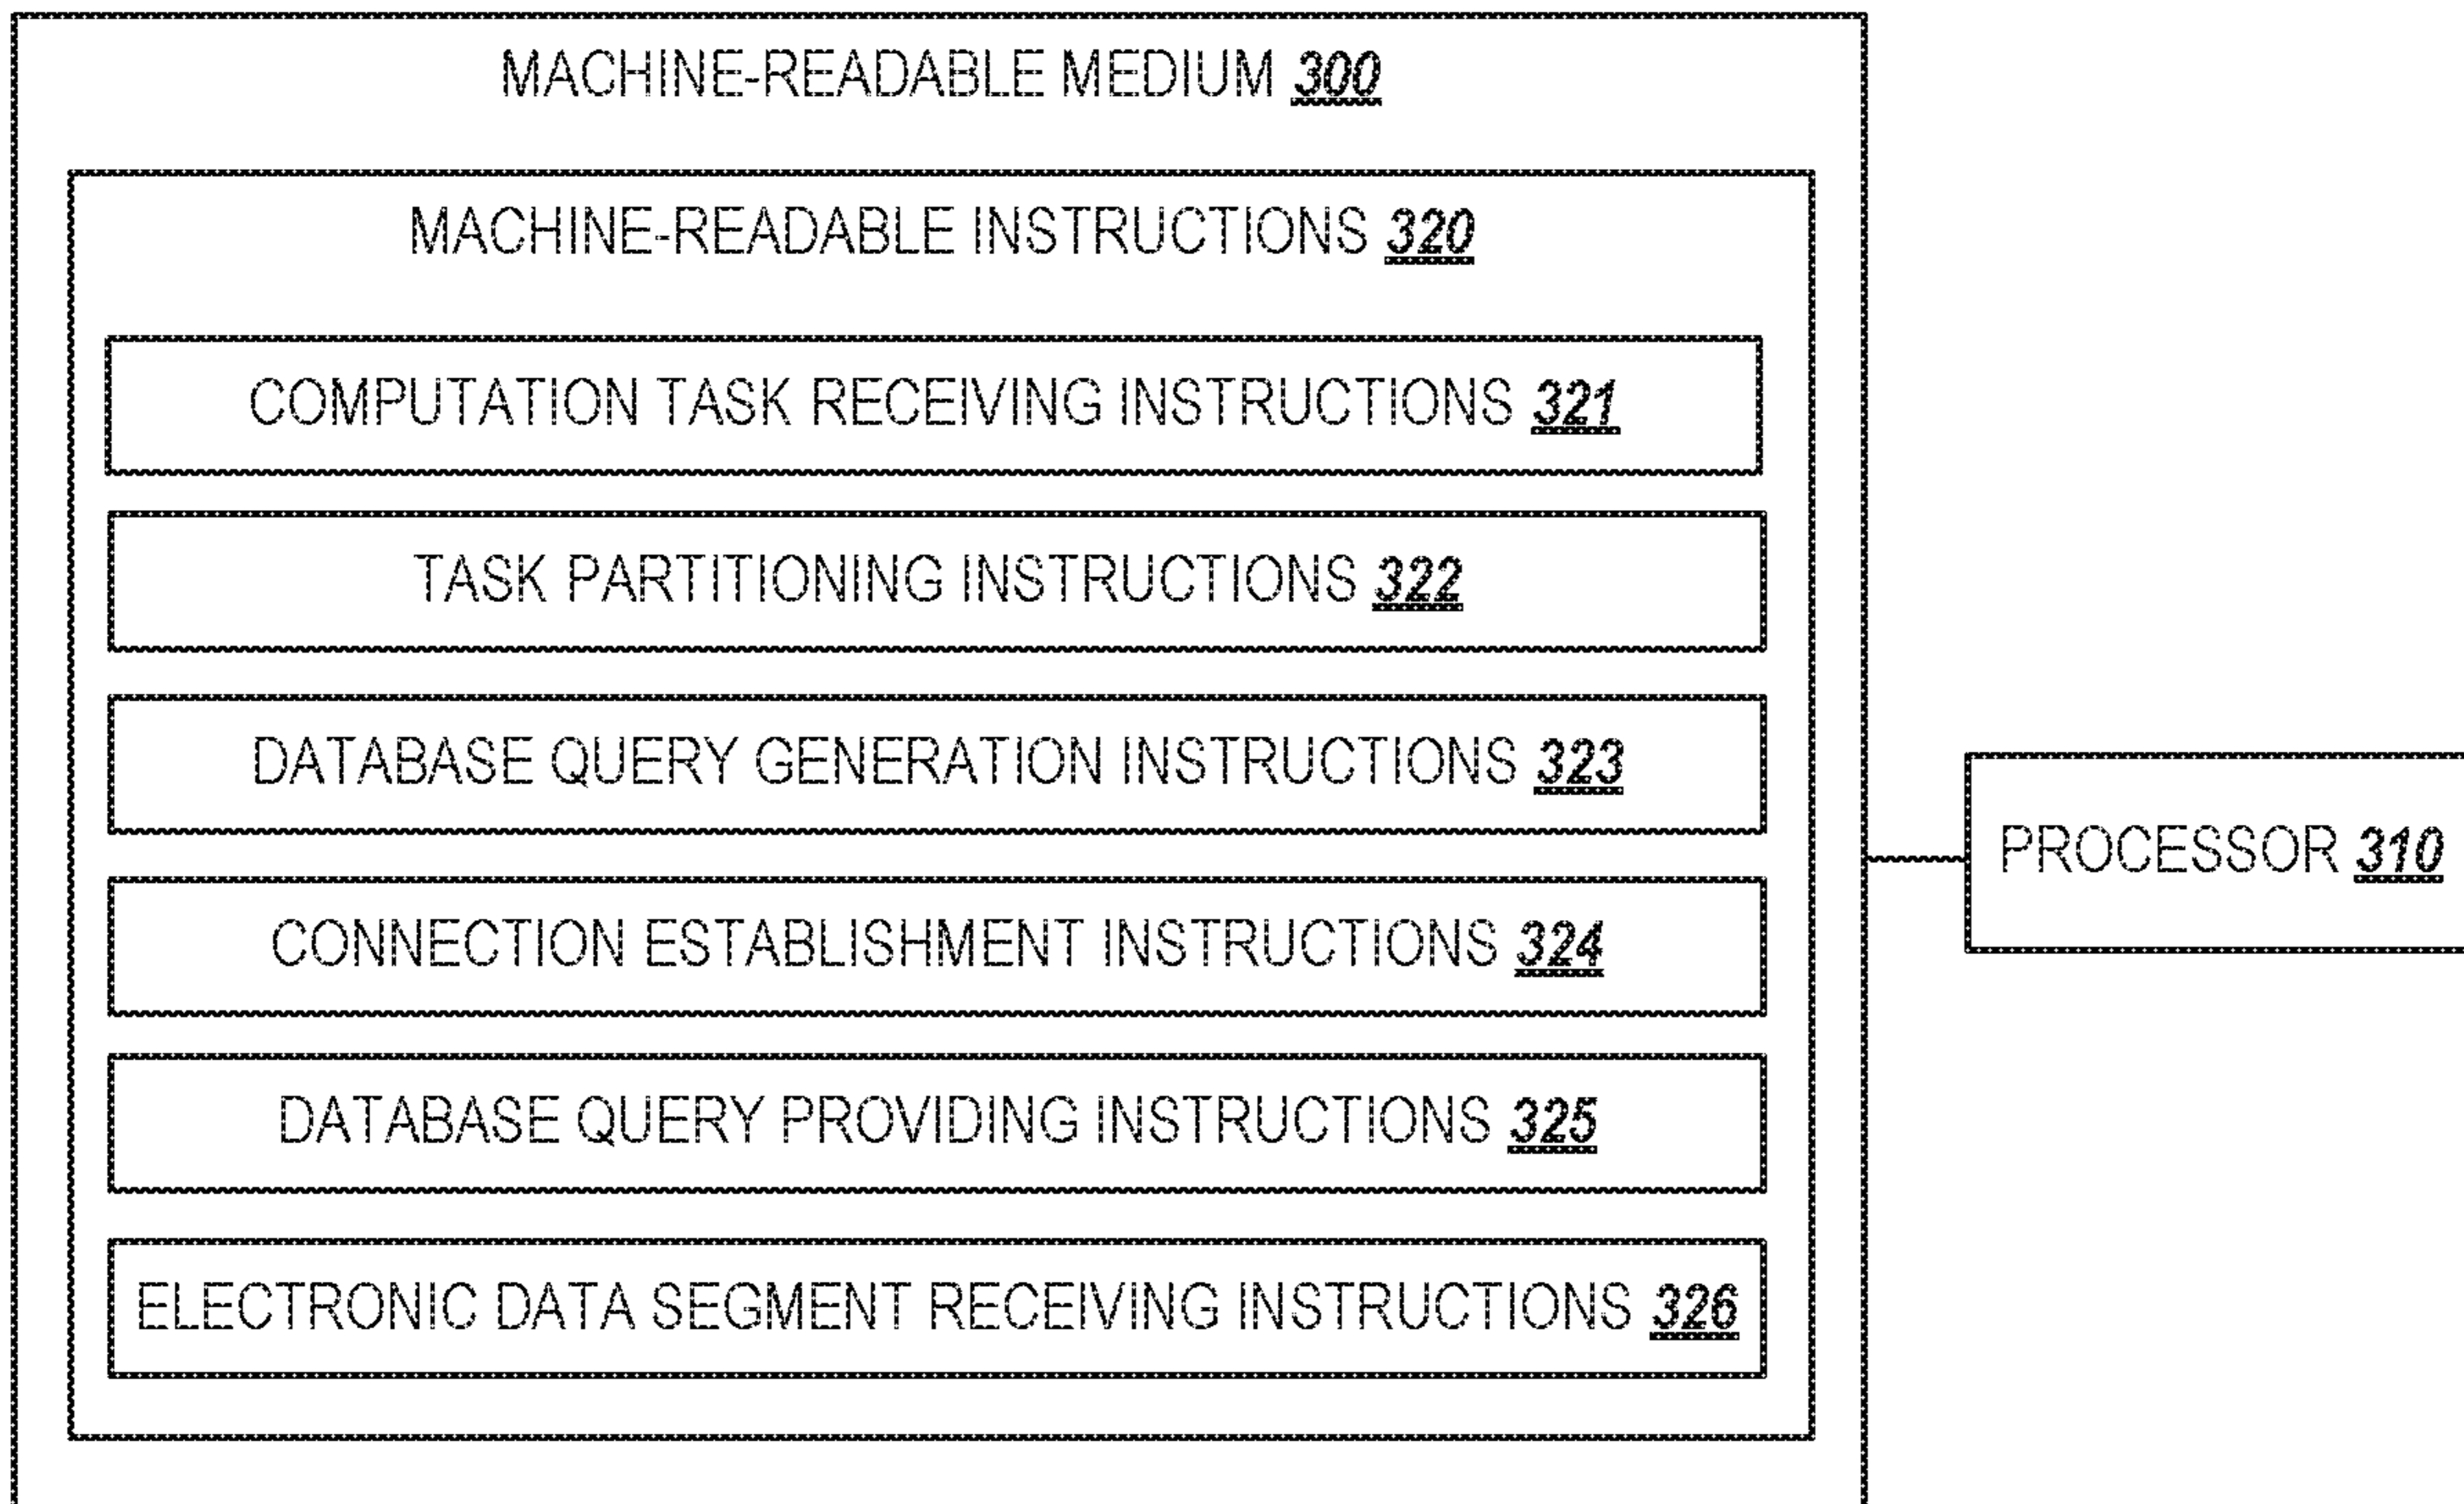 MACHINE-READABLE MEDIUM 300
MACHINE-READABLE INSTRUCTIONS 320
COMPUTATION TASK RECEIVING INSTRUCTIONS 321
TASK PARTITIONING INSTRUCTIONS 322
DATABASE QUERY GENERATION INSTRUCTIONS 323
CONNECTION ESTABLISHMENT INSTRUCTIONS 324
DATABASE QUERY PROVIDING INSTRUCTIONS 325
ELECTRONIC DATA SEGMENT RECEIVING INSTRUCTIONS 326
PROCESSOR 310